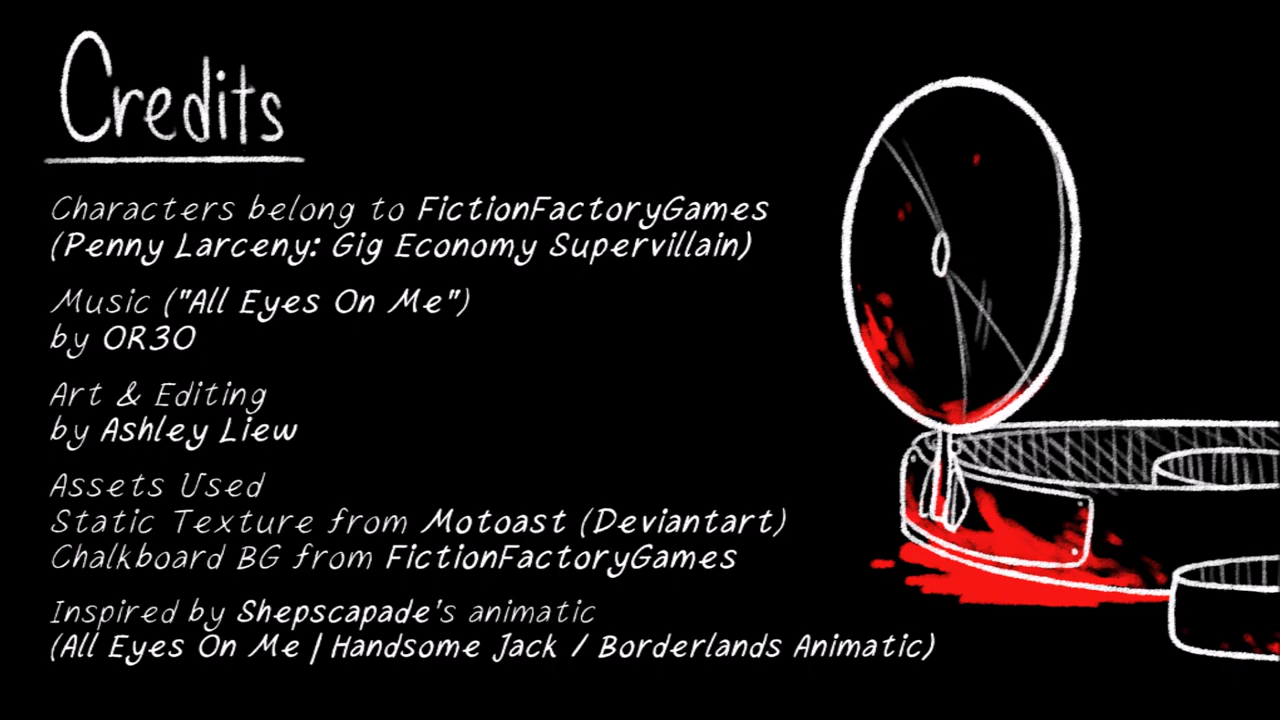 Credits
Characters belong to FictionFactoryGames
(Penny Larceny: Gig Economy Supervillain)
Music ("All Eyes On Me")
by OR3O
Art & Editing
by Ashley Liew
Assets Used
Static Texture from Motoast (Deviantart)
Chalkboard BG from FictionFactoryGames
Inspired by Shepscapade's animatic
(All Eyes On Me | Handsome Jack / Borderlands Animatic)